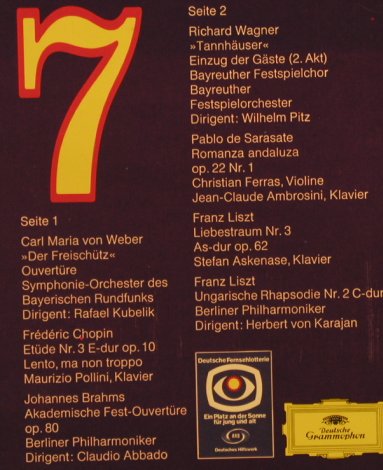 7
Seite 1
Carl Maria von Weber
»Der Freischütz«
Ouvertüre
Symphonie-Orchester des
Bayerischen Rundfunks
Dirigent: Rafael Kubelik
Frédéric Chopin
Etüde Nr. 3 E-dur op. 10
Lento, ma non troppo
Maurizio Pollini, Klavier
Johannes Brahms
Akademische Fest-Ouvertüre
op. 80
Berliner Philharmoniker
Dirigent: Claudio Abbado
Seite 2
Richard Wagner
»Tannhäuser«
Einzug der Gäste (2. Akt)
Bayreuther Festspielchor
Bayreuther
Festspielorchester
Dirigent: Wilhelm Pitz
Pablo de Sarasate
Romanza andaluza
op. 22 Nr. 1
Christian Ferras, Violine
Jean-Claude Ambrosini, Klavier
Franz Liszt
Liebestraum Nr. 3
As-dur op. 62
Stefan Askenase, Klavier
Franz Liszt
Ungarische Rhapsodie Nr. 2 C-dur
Berliner Philharmoniker
Dirigent: Herbert von Karajan
Deutsche Fernsehlotterie
Ein Platz an der Sonne
für jung und alt
Deutsches Hilfswerk
Deutsche
Grammophon